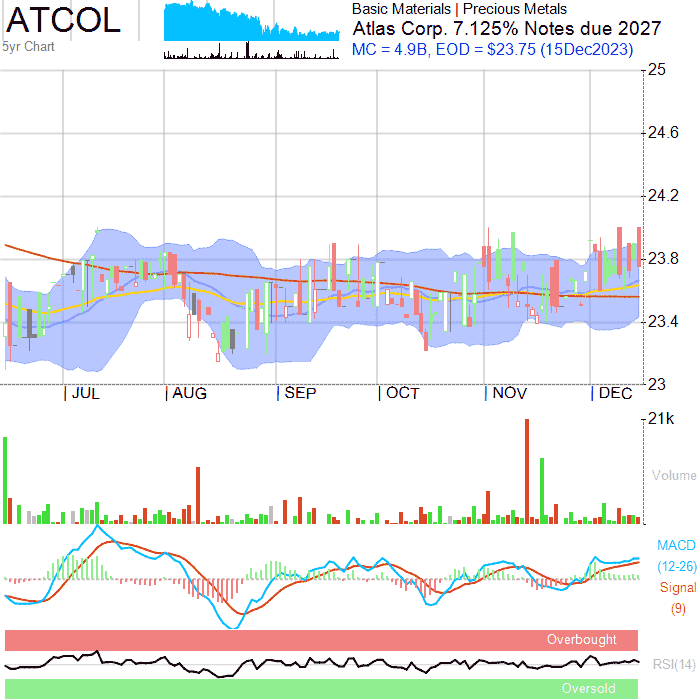 ATCOL
5yr Chart
Basic Materials | Precious Metals
Atlas Corp. 7.125% Notes due 2027
MC = 4.9B, EOD = $23.75 (15Dec2023)
25
24.6
24.2
23.8
23.4
23
JUL AUG SEP OCT NOV DEC
21k
Volume
MACD
(12-26)
Signal
(9)
Overbought
RSI(14)
Oversold